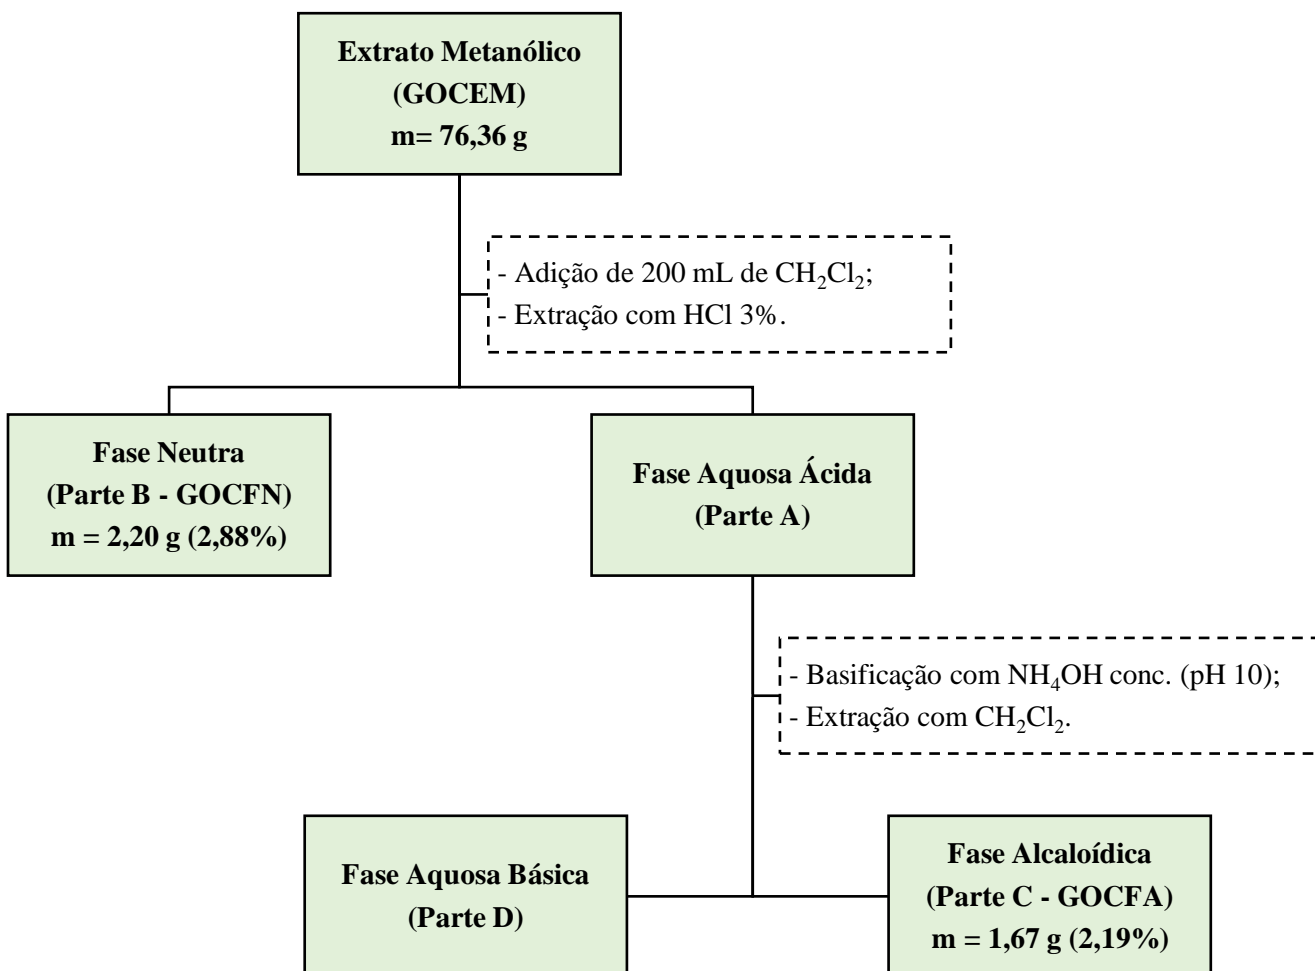 Extrato Metanólico
(GOCEM)
m= 76,36 g
- Adição de 200 mL de CH₂Cl₂;
- Extração com HCl 3%.
Fase Neutra
(Parte B - GOCFN)
m = 2,20 g (2,88%)
Fase Aquosa Ácida
(Parte A)
- Basificação com NH₄OH conc. (pH 10);
- Extração com CH₂Cl₂.
Fase Aquosa Básica
(Parte D)
Fase Alcaloídica
(Parte C - GOCFA)
m = 1,67 g (2,19%)